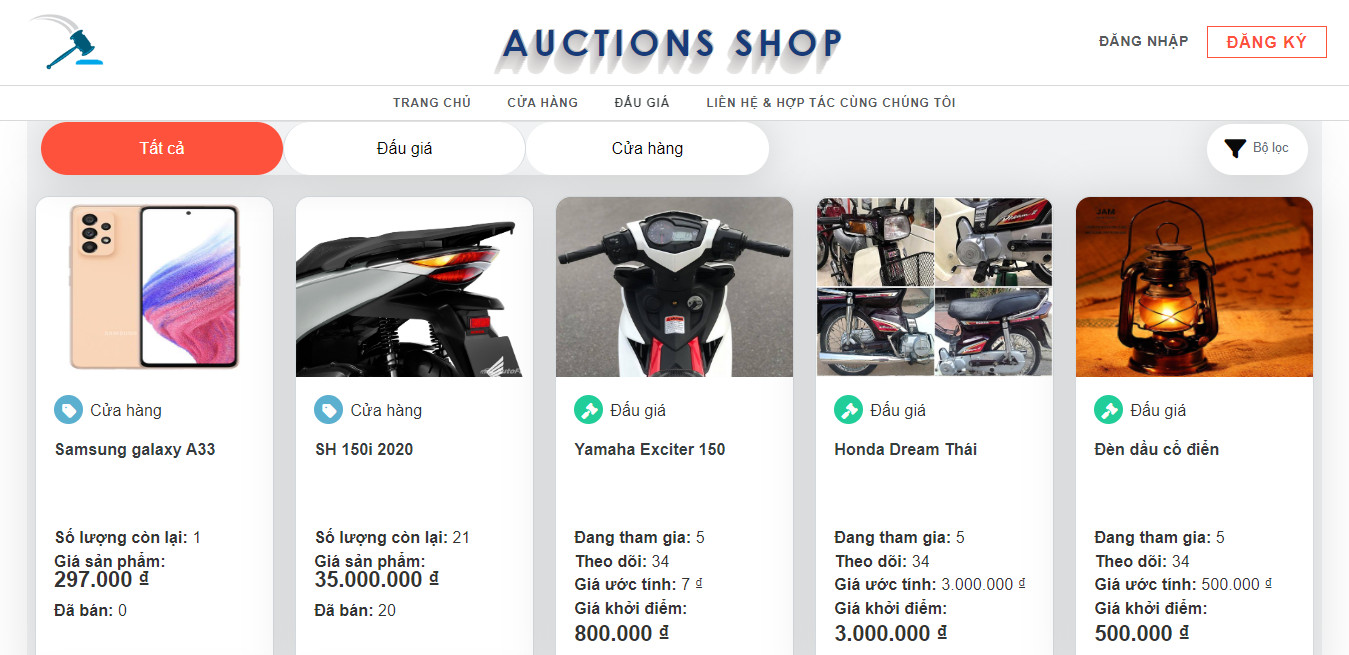 AUCTIONS SHOP
ĐĂNG NHẬP
ĐĂNG KÝ
TRANG CHỦ
CỬA HÀNG
ĐẤU GIÁ
LIÊN HỆ & HỢP TÁC CÙNG CHÚNG TÔI
Tất cả
Đấu giá
Cửa hàng
Bộ lọc
JAM
Cửa hàng
Samsung galaxy A33
Số lượng còn lại: 1
Giá sản phẩm:
297.000 ₫
Đã bán: 0
Cửa hàng
SH 150i 2020
Số lượng còn lại: 21
Giá sản phẩm:
35.000.000 ₫
Đã bán: 20
Đấu giá
Yamaha Exciter 150
Đang tham gia: 5
Theo dõi: 34
Giá ước tính: 7 ₫
Giá khởi điểm:
800.000 ₫
Đấu giá
Honda Dream Thái
Đang tham gia: 5
Theo dõi: 34
Giá ước tính: 3.000.000 ₫
Giá khởi điểm:
3.000.000 ₫
Đấu giá
Đèn dầu cổ điển
Đang tham gia: 5
Theo dõi: 34
Giá ước tính: 500.000 ₫
Giá khởi điểm:
500.000 ₫